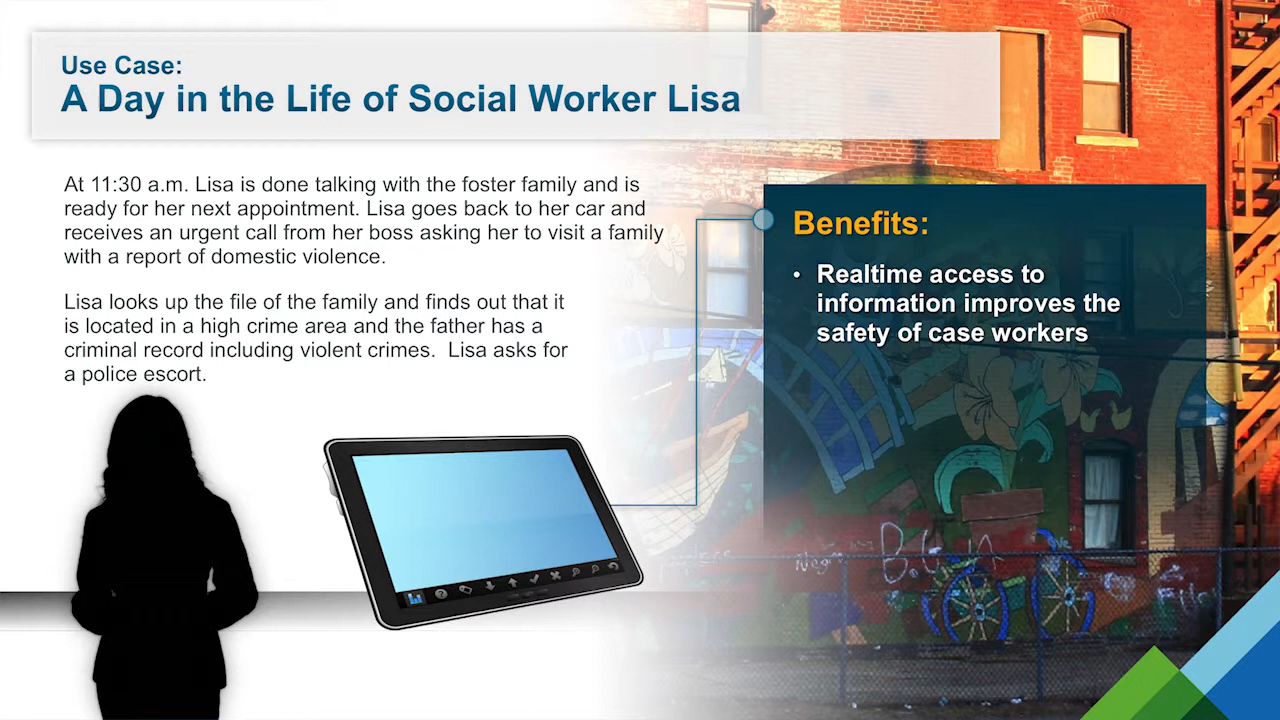 Use Case:
A Day in the Life of Social Worker Lisa
At 11:30 a.m. Lisa is done talking with the foster family and is
ready for her next appointment. Lisa goes back to her car and
receives an urgent call from her boss asking her to visit a family
with a report of domestic violence.
Lisa looks up the file of the family and finds out that it
is located in a high crime area and the father has a
criminal record including violent crimes.  Lisa asks for
a police escort.
Benefits:
• Realtime access to
information improves the
safety of case workers